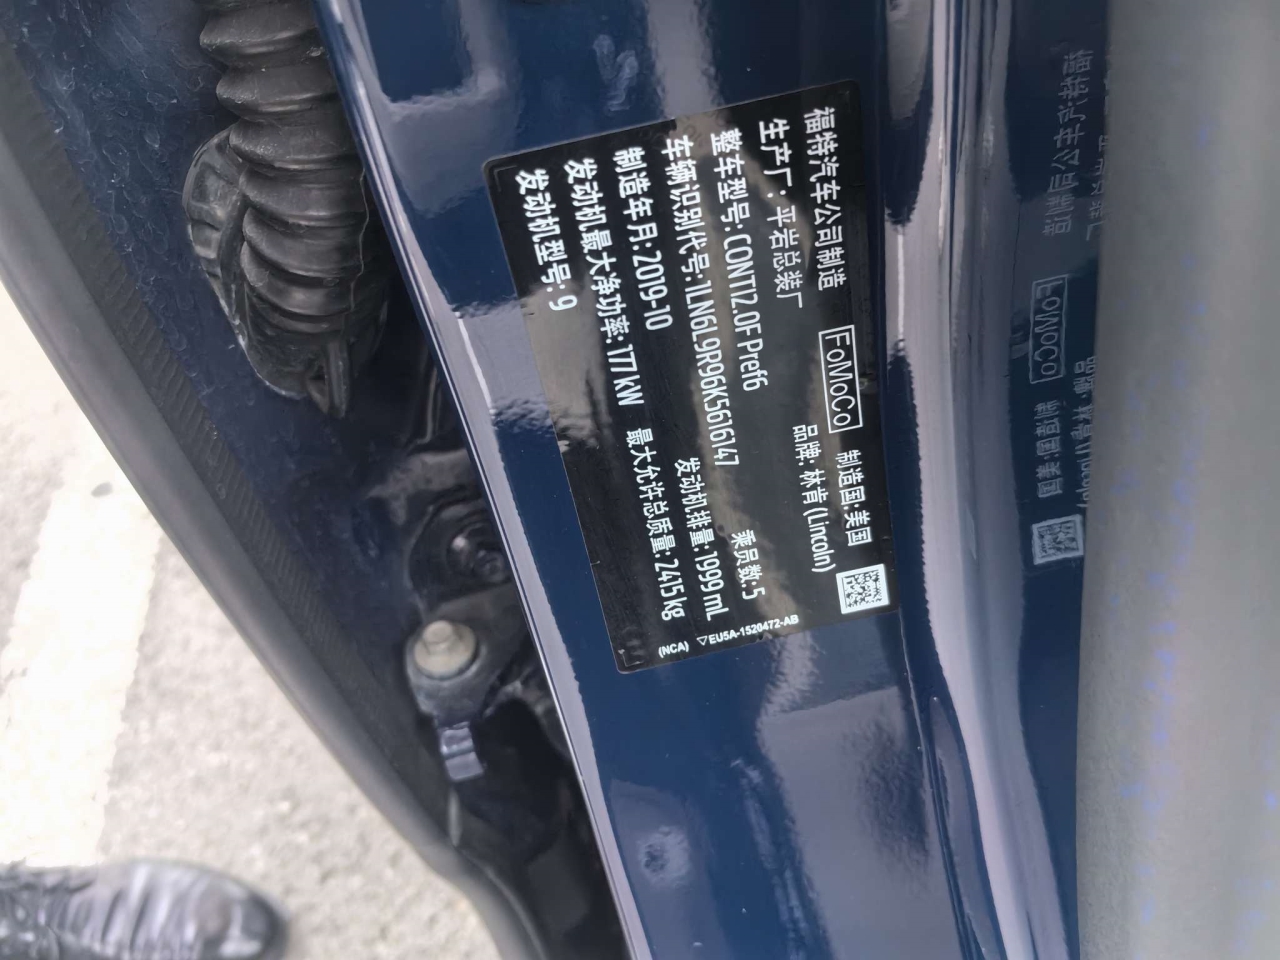 福特汽车公司制造 FoMoCo 制造国:美国
生产厂:平岩总装厂 品牌:林肯(Lincoln)
整车型号:CONTI2.0FPref6 乘员数:5
车辆识别代号:1LN6L9R96K5616147 发动机排量:1999mL
制造年月:2019-10 最大允许总质量:2415kg
发动机最大净功率:177kW
发动机型号:9
(NCA) ▽EU5A-1520472-AB